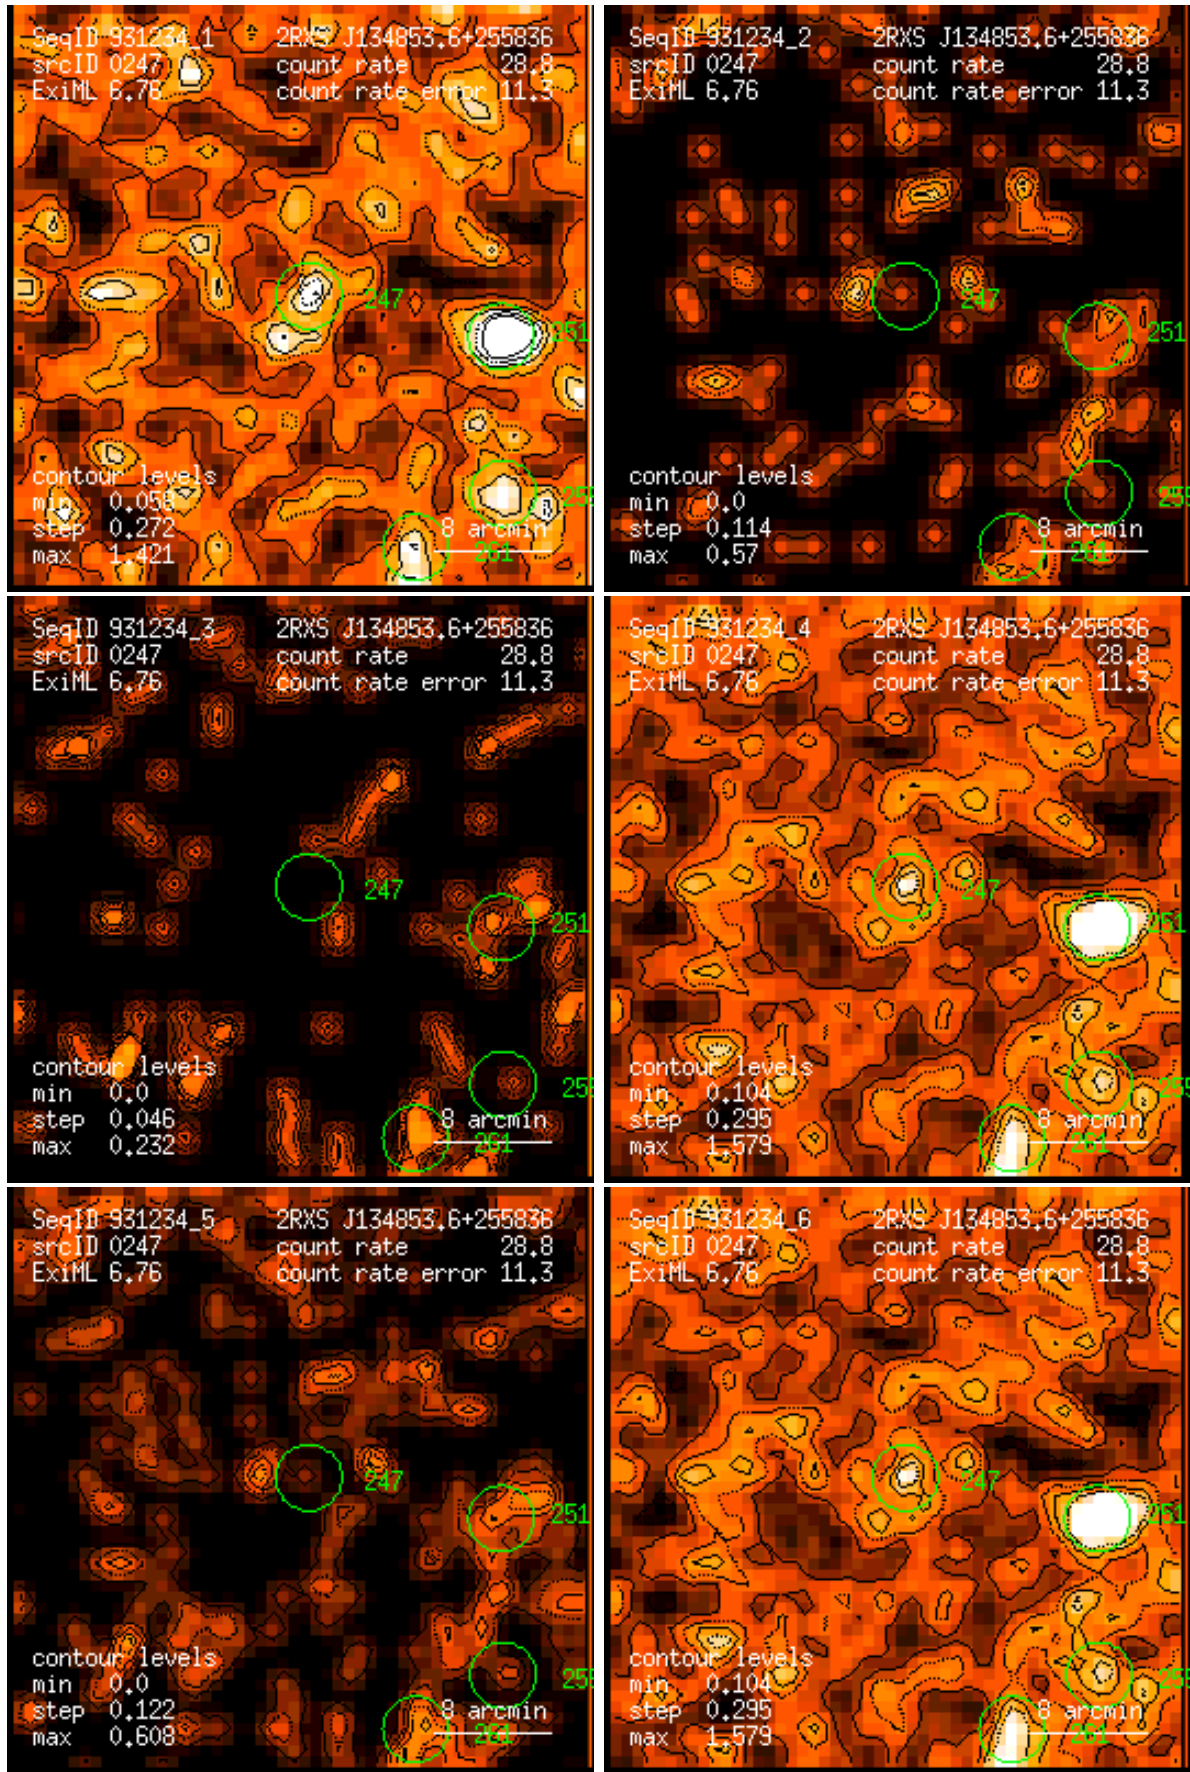 SeqID 931234_1 2RXS J134853.6+255836
srcID 0247 count rate 28.8
ExiML 6.76 count rate error 11.3
247
251
contour levels
min 0.058
255
step 0.272 8 arcmin
max 1.421 261
SeqID 931234_2 2RXS J134853.6+255836
srcID 0247 count rate 28.8
ExiML 6.76 count rate error 11.3
247
251
contour levels
min 0.0
255
step 0.114 8 arcmin
max 0.57 261
SeqID 931234_3 2RXS J134853.6+255836
srcID 0247 count rate 28.8
ExiML 6.76 count rate error 11.3
247
251
contour levels
min 0.0
255
step 0.046 8 arcmin
max 0.232 261
SeqID 931234_4 2RXS J134853.6+255836
srcID 0247 count rate 28.8
ExiML 6.76 count rate error 11.3
247
251
contour levels
min 0.104
255
step 0.295 8 arcmin
max 1.579 261
SeqID 931234_5 2RXS J134853.6+255836
srcID 0247 count rate 28.8
ExiML 6.76 count rate error 11.3
247
251
contour levels
min 0.0
255
step 0.122 8 arcmin
max 0.608 261
SeqID 931234_6 2RXS J134853.6+255836
srcID 0247 count rate 28.8
ExiML 6.76 count rate error 11.3
247
251
contour levels
min 0.104
255
step 0.295 8 arcmin
max 1.579 261